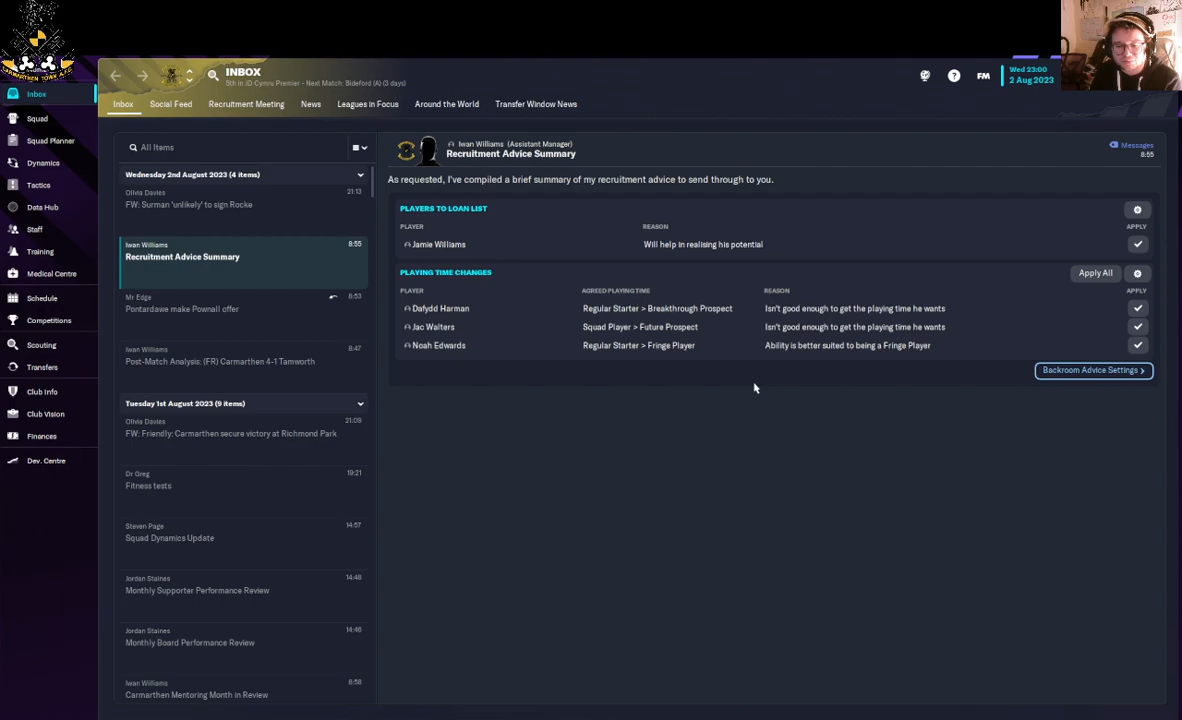 CARMARTHEN TOWN A.F.C.
INBOX
5th in JD Cymru Premier - Next Match: Bideford (A) (3 days)
FM
Wed 23:00
2 Aug 2023
Inbox
Social Feed
Recruitment Meeting
News
Leagues in Focus
Around the World
Transfer Window News
Inbox
Squad
Squad Planner
Dynamics
Tactics
Data Hub
Staff
Training
Medical Centre
Schedule
Competitions
Scouting
Transfers
Club Info
Club Vision
Finances
Dev. Centre
All Items
Wednesday 2nd August 2023 (4 items)
Olivia Davies 21:13
FW: Surman 'unlikely' to sign Rocke
Iwan Williams 8:55
Recruitment Advice Summary
Mr Edge 8:53
Pontardawe make Pownall offer
Iwan Williams 8:47
Post-Match Analysis: (FR) Carmarthen 4-1 Tamworth
Tuesday 1st August 2023 (9 items)
Olivia Davies 21:09
FW: Friendly: Carmarthen secure victory at Richmond Park
Dr Greg 19:21
Fitness tests
Steven Page 14:57
Squad Dynamics Update
Jordan Staines 14:48
Monthly Supporter Performance Review
Jordan Staines 14:46
Monthly Board Performance Review
Iwan Williams 8:58
Carmarthen Mentoring Month in Review
Iwan Williams (Assistant Manager)
Recruitment Advice Summary
Messages
8:55
As requested, I've compiled a brief summary of my recruitment advice to send through to you.
PLAYERS TO LOAN LIST
PLAYER REASON APPLY
Jamie Williams Will help in realising his potential
PLAYING TIME CHANGES Apply All
PLAYER AGREED PLAYING TIME REASON APPLY
Dafydd Harman Regular Starter > Breakthrough Prospect Isn't good enough to get the playing time he wants
Jac Walters Squad Player > Future Prospect Isn't good enough to get the playing time he wants
Noah Edwards Regular Starter > Fringe Player Ability is better suited to being a Fringe Player
Backroom Advice Settings >